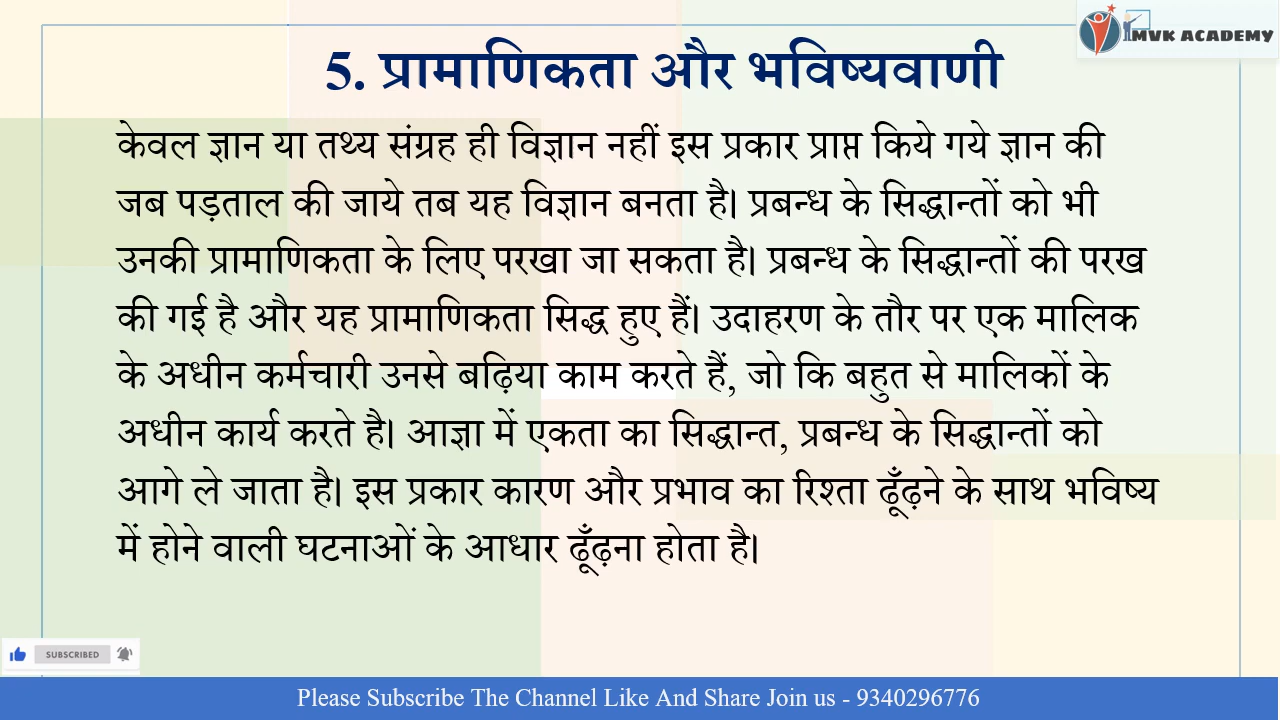 MVK ACADEMY
5. प्रामाणिकता और भविष्यवाणी
केवल ज्ञान या तथ्य संग्रह ही विज्ञान नहीं इस प्रकार प्राप्त किये गये ज्ञान की
जब पड़ताल की जाये तब यह विज्ञान बनता है। प्रबन्ध के सिद्धान्तों को भी
उनकी प्रामाणिकता के लिए परखा जा सकता है। प्रबन्ध के सिद्धान्तों की परख
की गई है और यह प्रामाणिकता सिद्ध हुए हैं। उदाहरण के तौर पर एक मालिक
के अधीन कर्मचारी उनसे बढ़िया काम करते हैं, जो कि बहुत से मालिकों के
अधीन कार्य करते है। आज्ञा में एकता का सिद्धान्त, प्रबन्ध के सिद्धान्तों को
आगे ले जाता है। इस प्रकार कारण और प्रभाव का रिश्ता ढूँढ़ने के साथ भविष्य
में होने वाली घटनाओं के आधार ढूँढ़ना होता है।
SUBSCRIBED
Please Subscribe The Channel Like And Share Join us - 9340296776